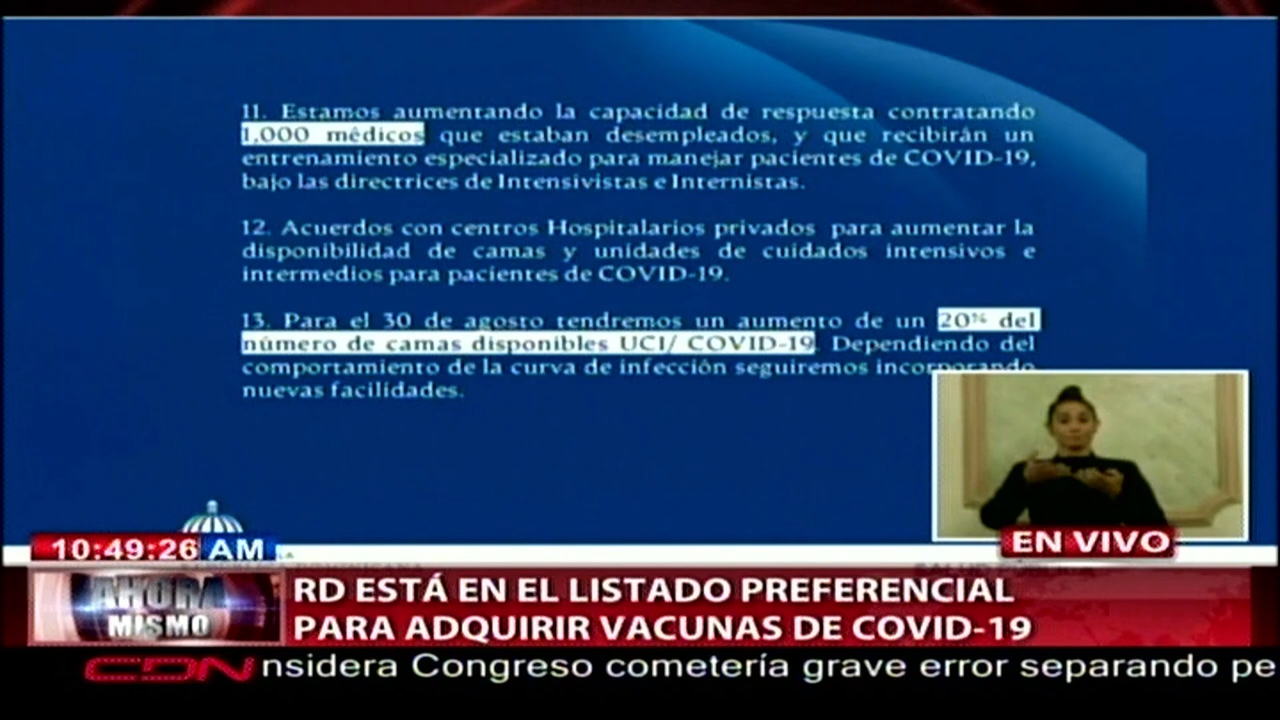 11. Estamos aumentando la capacidad de respuesta contratando
1,000 médicos que estaban desempleados, y que recibirán un
entrenamiento especializado para manejar pacientes de COVID-19,
bajo las directrices de Intensivistas e Internistas.
12. Acuerdos con centros Hospitalarios privados para aumentar la
disponibilidad de camas y unidades de cuidados intensivos e
intermedios para pacientes de COVID-19.
13. Para el 30 de agosto tendremos un aumento de un 20% del
número de camas disponibles UCI/ COVID-19. Dependiendo del
comportamiento de la curva de infección seguiremos incorporando
nuevas facilidades.
EN VIVO
10:49:26 AM
AHORA
MISMO
RD ESTÁ EN EL LISTADO PREFERENCIAL
PARA ADQUIRIR VACUNAS DE COVID-19
CDN nsidera Congreso cometería grave error separando pe